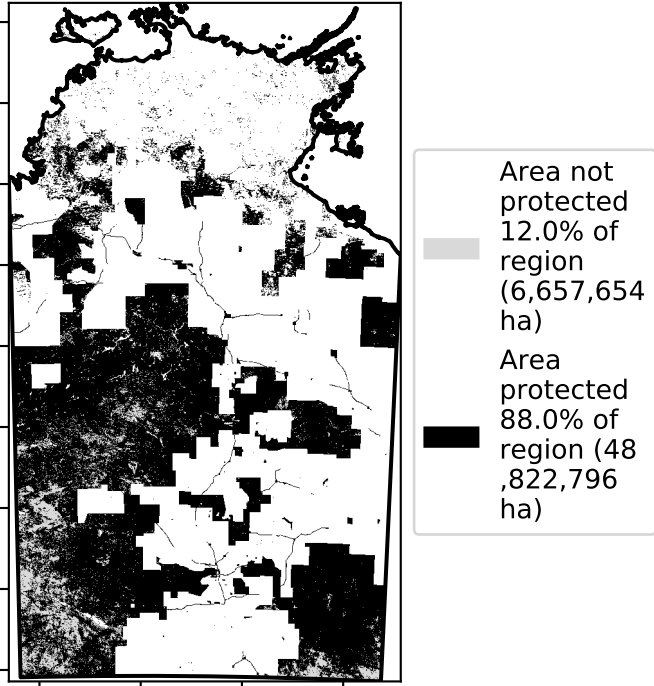 Area not
protected
12.0% of
region
(6,657,654
ha)
Area
protected
88.0% of
region (48
,822,796
ha)